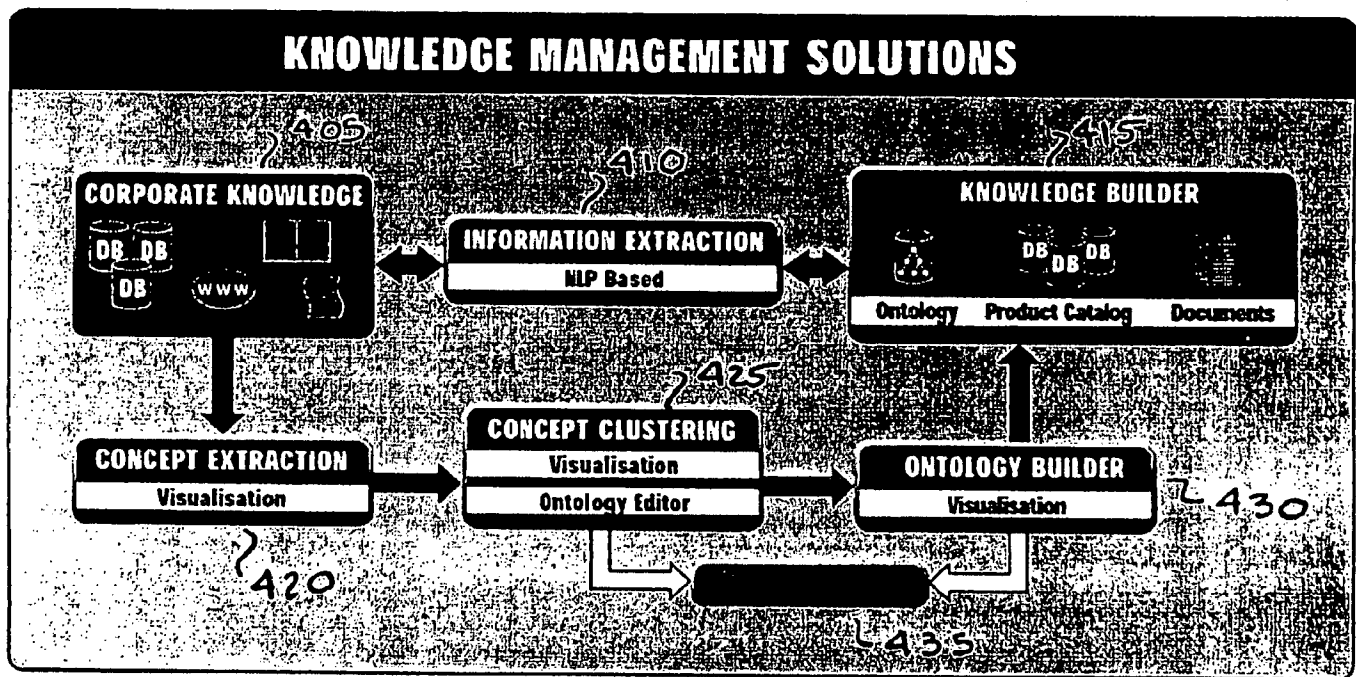 KNOWLEDGE MANAGEMENT SOLUTIONS
405
410
415
CORPORATE KNOWLEDGE
DB DB
DB
WWW
INFORMATION EXTRACTION
NLP Based
KNOWLEDGE BUILDER
DB DB
DB
Ontology Product Catalog Documents
425
CONCEPT EXTRACTION
Visualisation
420
CONCEPT CLUSTERING
Visualisation
Ontology Editor
ONTOLOGY BUILDER
Visualisation
430
435